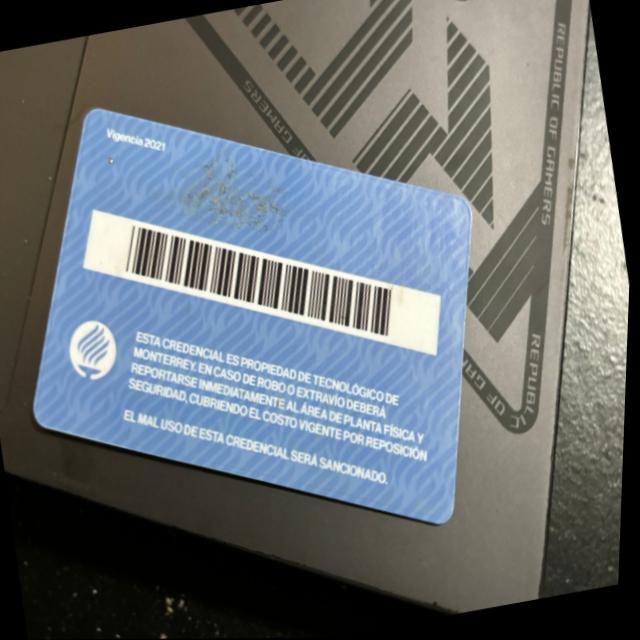 Vigencia 2021
ESTA CREDENCIAL ES PROPIEDAD DE TECNOLÓGICO DE
MONTERREY. EN CASO DE ROBO O EXTRAVÍO DEBERÁ
REPORTARSE INMEDIATAMENTE AL ÁREA DE PLANTA FÍSICA Y
SEGURIDAD, CUBRIENDO EL COSTO VIGENTE POR REPOSICIÓN
EL MAL USO DE ESTA CREDENCIAL SERÁ SANCIONADO.
OF GAMERS
REPUBLIC OF GAMERS
REPUBLIC OF G